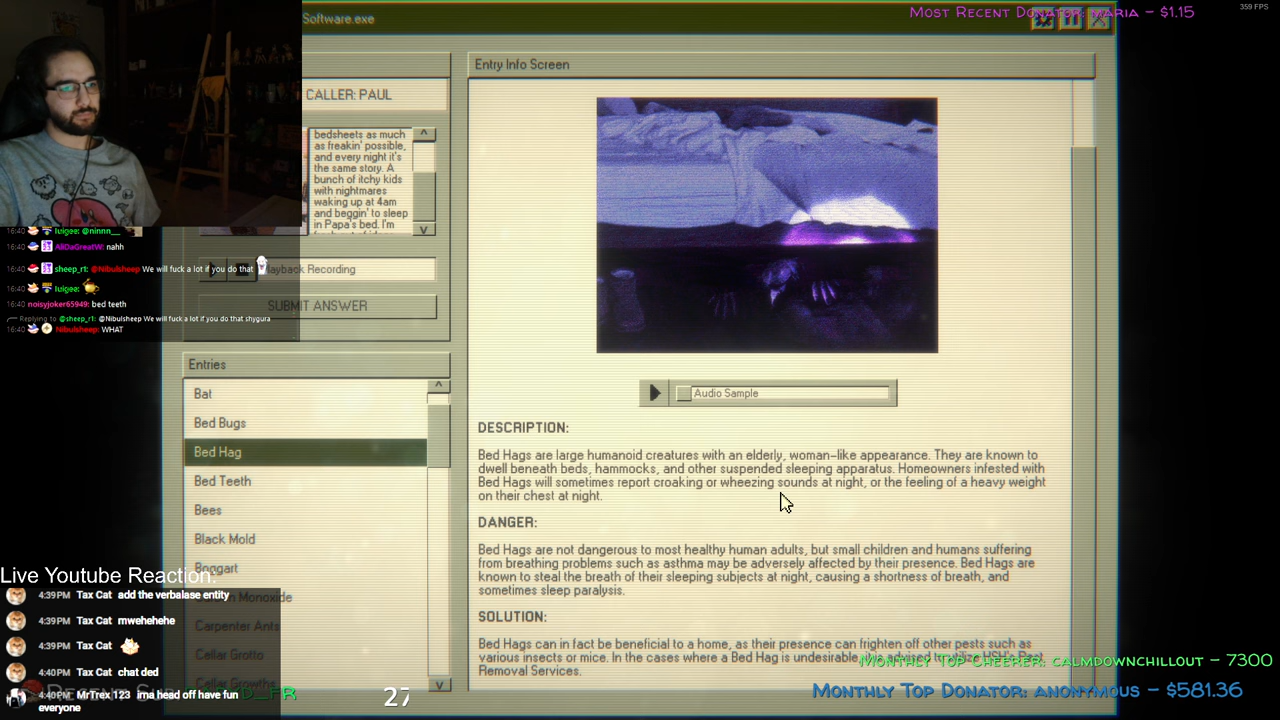 Software.exe
MOST RECENT DONATOR: MARIA - $1.15
359 FPS
Entry Info Screen
CALLER: PAUL
bedsheets as much
as freakin' possible,
and every night it's
the same story. A
bunch of itchy kids
with nightmares
waking up at 4am
and beggin' to sleep
in Papa's bed. I'm
16:40 luigee: @ninnn__
16:40 AliDaGreatW: nahh
16:40 sheep_r1: @Nibulsheep We will fuck a lot if you do that
16:40 luigee:
16:40 noisyjoker65949: bed teeth
Replying to @sheep_r1: @Nibulsheep We will fuck a lot if you do that shygura
16:40 Nibulsheep: WHAT
Playback Recording
SUBMIT ANSWER
Entries
Bat
Bed Bugs
Bed Hag
Bed Teeth
Bees
Black Mold
Boggart
Carbon Monoxide
Carpenter Ants
Cellar Grotto
Cellar Growths
Audio Sample
DESCRIPTION:
Bed Hags are large humanoid creatures with an elderly, woman-like appearance. They are known to
dwell beneath beds, hammocks, and other suspended sleeping apparatus. Homeowners infested with
Bed Hags will sometimes report croaking or wheezing sounds at night, or the feeling of a heavy weight
on their chest at night.
DANGER:
Bed Hags are not dangerous to most healthy human adults, but small children and humans suffering
from breathing problems such as asthma may be adversely affected by their presence. Bed Hags are
known to steal the breath of their sleeping subjects at night, causing a shortness of breath, and
sometimes sleep paralysis.
SOLUTION:
Bed Hags can in fact be beneficial to a home, as their presence can frighten off other pests such as
various insects or mice. In the cases where a Bed Hag is undesirable,
Removal Services.
Live Youtube Reaction:
4:39PM Tax Cat add the verbalase entity
4:39PM Tax Cat mwehehehe
4:39PM Tax Cat
4:40PM Tax Cat chat ded
4:40PM MrTrex123 ima head off have fun
everyone
27
MONTHLY TOP CHEERER: CALMDOWNCHILLOUT - 7300
MONTHLY TOP DONATOR: ANONYMOUS - $581.36